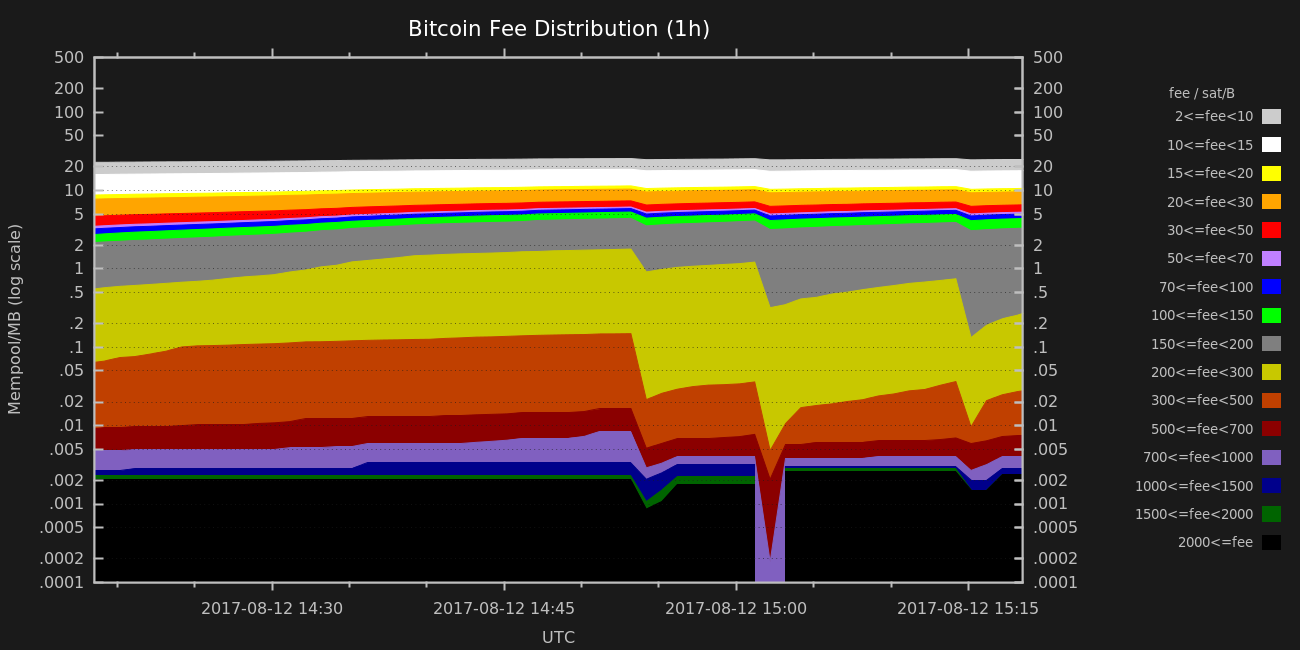 Bitcoin Fee Distribution (1h)
500 500
200 200
100 100
50 50
20 20
10 10
5 5
2 2
1 1
.5 .5
.2 .2
.1 .1
.05 .05
.02 .02
.01 .01
.005 .005
.002 .002
.001 .001
.0005 .0005
.0002 .0002
.0001 .0001
Mempool/MB (log scale)
2017-08-12 14:30 2017-08-12 14:45 2017-08-12 15:00 2017-08-12 15:15
UTC
fee / sat/B
2<=fee<10
10<=fee<15
15<=fee<20
20<=fee<30
30<=fee<50
50<=fee<70
70<=fee<100
100<=fee<150
150<=fee<200
200<=fee<300
300<=fee<500
500<=fee<700
700<=fee<1000
1000<=fee<1500
1500<=fee<2000
2000<=fee